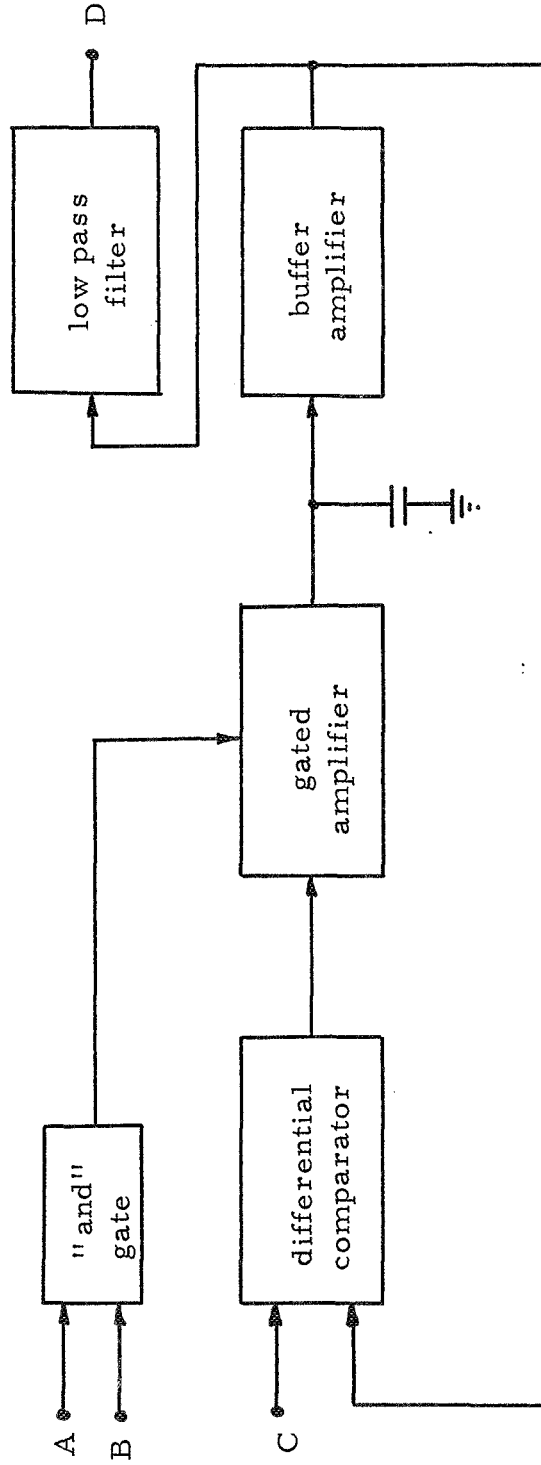 A
B
"and"
gate
low pass
filter
D
C
differential
comparator
gated
amplifier
buffer
amplifier